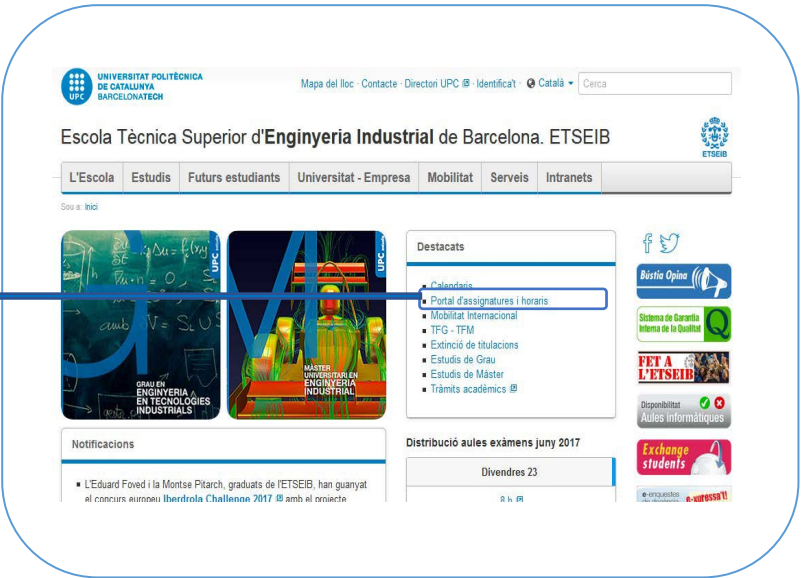 UNIVERSITAT POLITÈCNICA
DE CATALUNYA
BARCELONATECH
UPC
Mapa del lloc · Contacte · Directori UPC · Identifica't · Català
Cerca
Escola Tècnica Superior d'Enginyeria Industrial de Barcelona. ETSEIB
ETSEIB
L'Escola Estudis Futurs estudiants Universitat - Empresa Mobilitat Serveis Intranets
Sou a: Inici
UPC
GRAU EN
ENGINYERIA
EN TECNOLOGIES
INDUSTRIALS
UPC
MÀSTER
UNIVERSITARI EN
ENGINYERIA
INDUSTRIAL
Destacats
Calendaris
Portal d'assignatures i horaris
Mobilitat Internacional
TFG - TFM
Extinció de titulacions
Estudis de Grau
Estudis de Màster
Tràmits acadèmics
Bústia Opina
Sistema de Garantia
Interna de la Qualitat
Q
FET A
L'ETSEIB
Disponibilitat
Aules informàtiques
Exchange
students
e-enquestes
e-xpressa't!
Notificacions
L'Eduard Foved i la Montse Pitarch, graduats de l'ETSEIB, han guanyat
el concurs europeu Iberdrola Challenge 2017 amb el projecte
Distribució aules exàmens juny 2017
Divendres 23
8 h